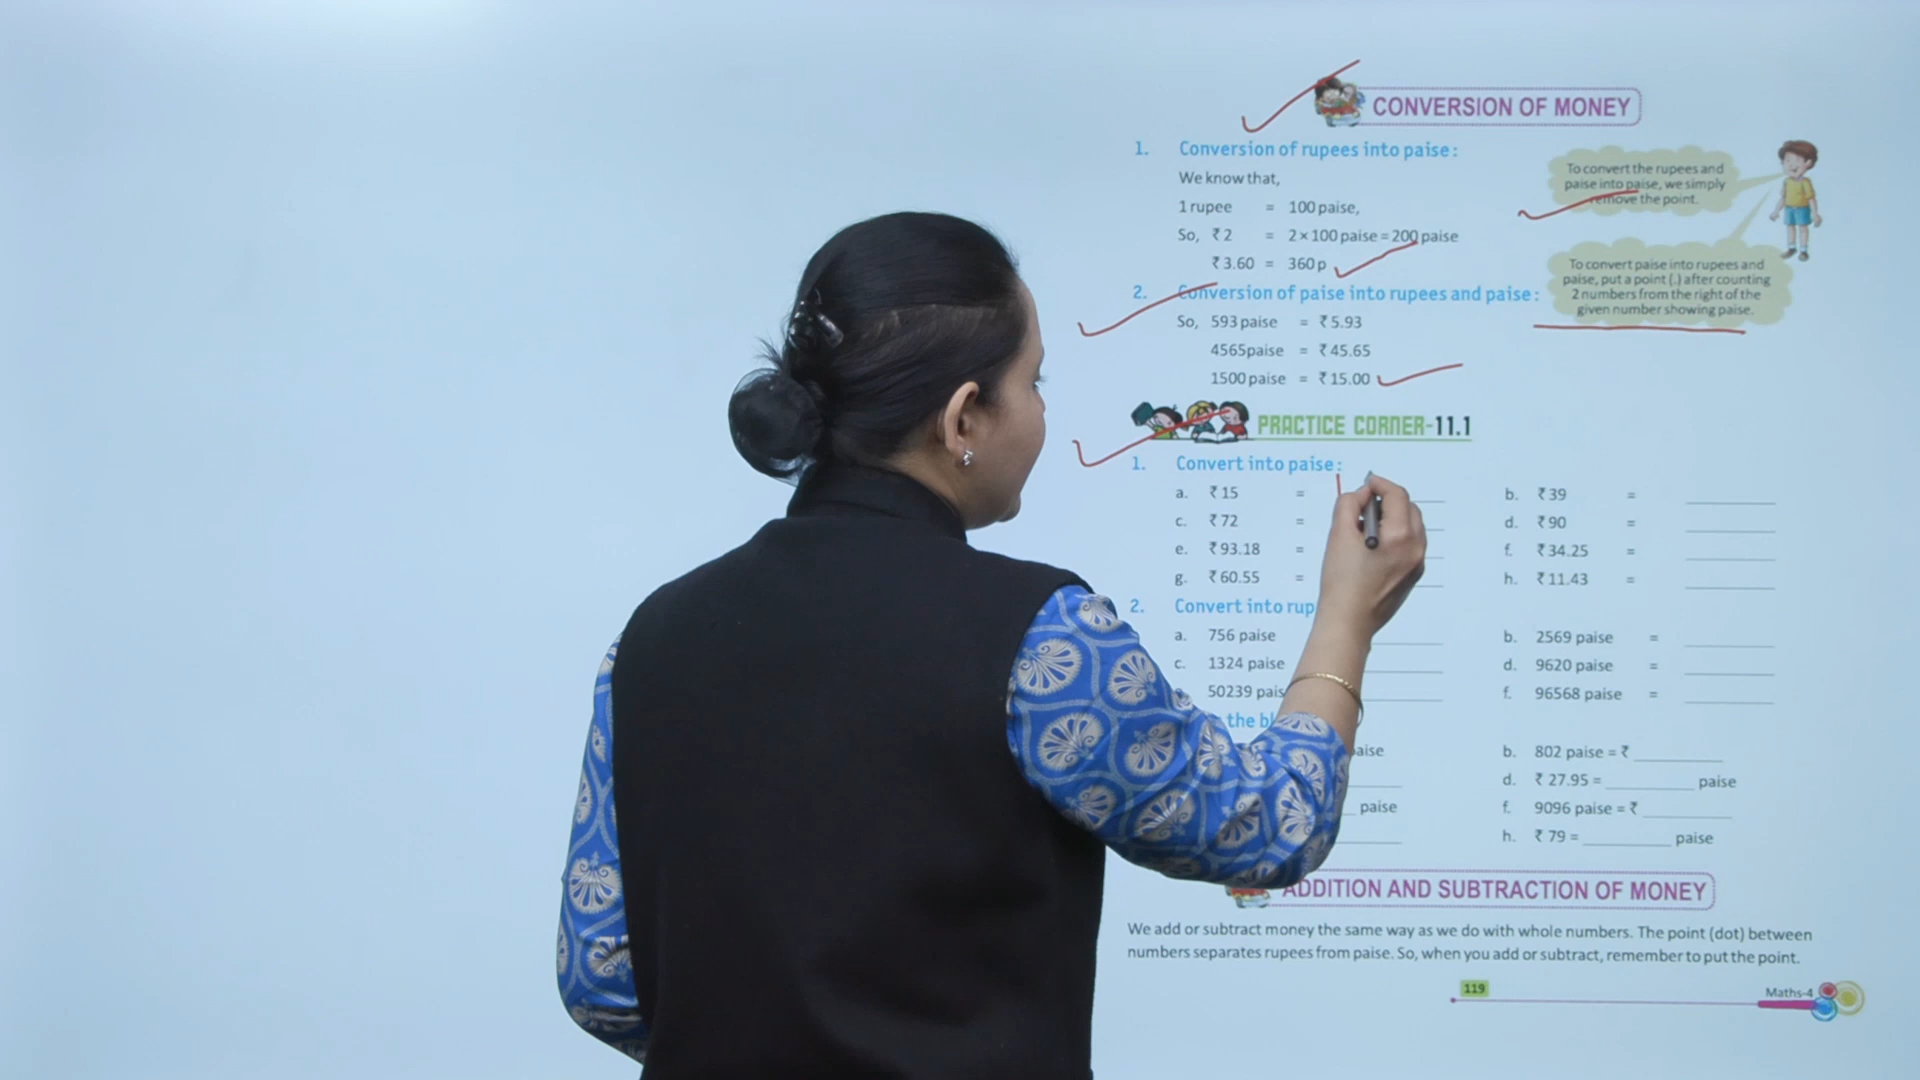 CONVERSION OF MONEY
1. Conversion of rupees into paise :
We know that,
1 rupee = 100 paise,
So, ₹ 2 = 2 × 100 paise = 200 paise
₹ 3.60 = 360 p
To convert the rupees and
paise into paise, we simply
remove the point.
2. Conversion of paise into rupees and paise :
So, 593 paise = ₹ 5.93
4565paise = ₹ 45.65
1500 paise = ₹ 15.00
To convert paise into rupees and
paise, put a point (.) after counting
2 numbers from the right of the
given number showing paise.
PRACTICE CORNER-11.1
1. Convert into paise :
a. ₹ 15 = b. ₹ 39 =
c. ₹ 72 = d. ₹ 90 =
e. ₹ 93.18 = f. ₹ 34.25 =
g. ₹ 60.55 = h. ₹ 11.43 =
2. Convert into
a. 756 paise b. 2569 paise =
c. 1324 paise d. 9620 paise =
50239 f. 96568 paise =
the
b. 802 paise = ₹
d. ₹ 27.95 = paise
paise f. 9096 paise = ₹
h. ₹ 79 = paise
ADDITION AND SUBTRACTION OF MONEY
We add or subtract money the same way as we do with whole numbers. The point (dot) between
numbers separates rupees from paise. So, when you add or subtract, remember to put the point.
119
Maths-4